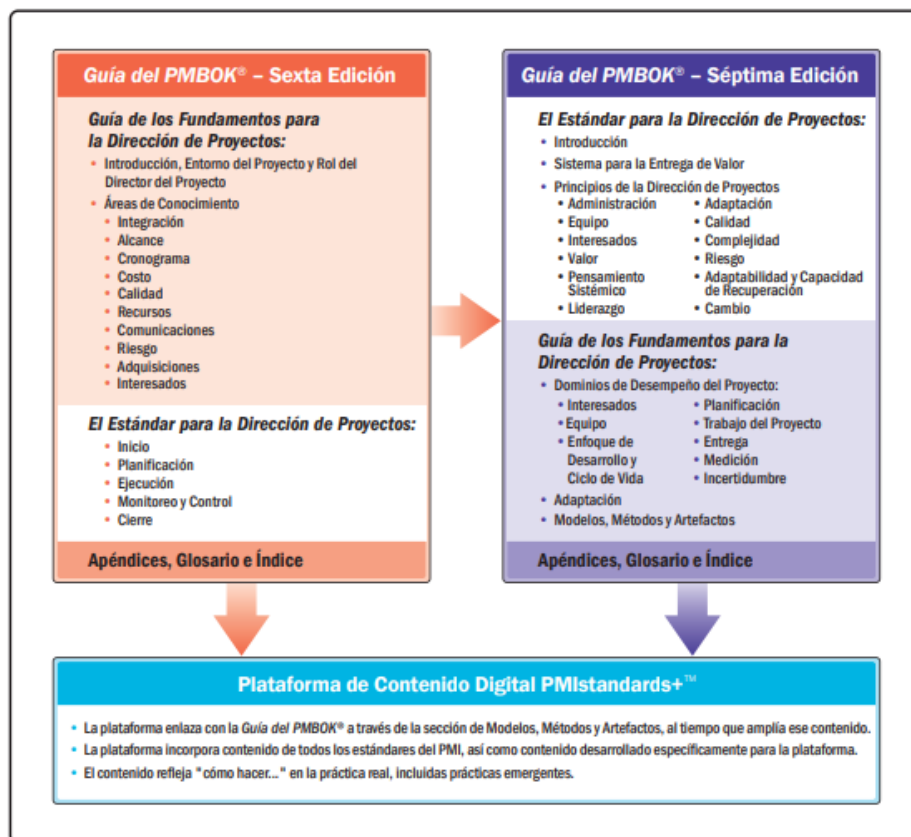 Guía del PMBOK® – Sexta Edición
Guía de los Fundamentos para
la Dirección de Proyectos:
• Introducción, Entorno del Proyecto y Rol del
Director del Proyecto
• Áreas de Conocimiento
• Integración
• Alcance
• Cronograma
• Costo
• Calidad
• Recursos
• Comunicaciones
• Riesgo
• Adquisiciones
• Interesados
El Estándar para la Dirección de Proyectos:
• Inicio
• Planificación
• Ejecución
• Monitoreo y Control
• Cierre
Apéndices, Glosario e Índice
Guía del PMBOK® – Séptima Edición
El Estándar para la Dirección de Proyectos:
• Introducción
• Sistema para la Entrega de Valor
• Principios de la Dirección de Proyectos
• Administración
• Equipo
• Interesados
• Valor
• Pensamiento
Sistémico
• Liderazgo
• Adaptación
• Calidad
• Complejidad
• Riesgo
• Adaptabilidad y Capacidad
de Recuperación
• Cambio
Guía de los Fundamentos para la
Dirección de Proyectos:
• Dominios de Desempeño del Proyecto:
• Interesados
• Equipo
• Enfoque de
Desarrollo y
Ciclo de Vida
• Planificación
• Trabajo del Proyecto
• Entrega
• Medición
• Incertidumbre
• Adaptación
• Modelos, Métodos y Artefactos
Apéndices, Glosario e Índice
Plataforma de Contenido Digital PMIstandards+™
• La plataforma enlaza con la Guía del PMBOK® a través de la sección de Modelos, Métodos y Artefactos, al tiempo que amplía ese contenido.
• La plataforma incorpora contenido de todos los estándares del PMI, así como contenido desarrollado específicamente para la plataforma.
• El contenido refleja "cómo hacer..." en la práctica real, incluidas prácticas emergentes.